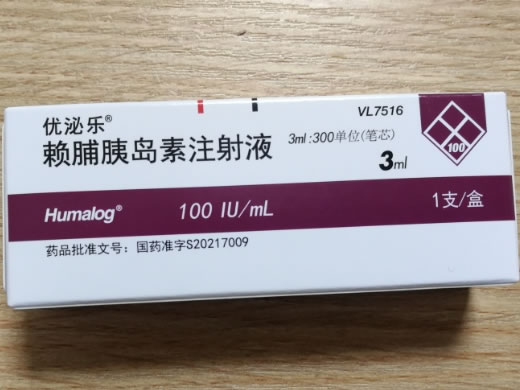 优泌乐®
VL7516
赖脯胰岛素注射液
3ml:300单位(笔芯)
3ml
100
Humalog®
100 IU/mL
1支/盒
药品批准文号：国药准字S20217009